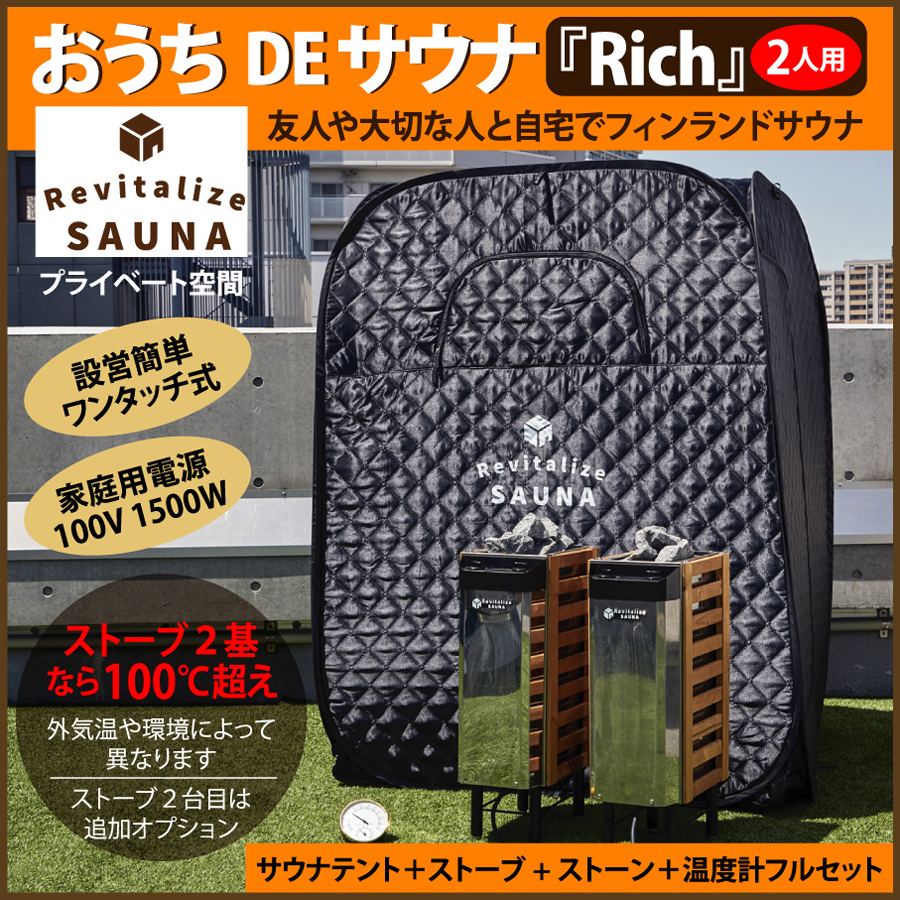 おうち DE サウナ『Rich』2人用
友人や大切な人と自宅でフィンランドサウナ
Revitalize
SAUNA
プライベート空間
設営簡単
ワンタッチ式
家庭用電源
100V 1500W
Revitalize
SAUNA
Revitalize
SAUNA
Revitalize
SAUNA
ストーブ2基
なら100℃超え
外気温や環境によって
異なります
ストーブ2台目は
追加オプション
サウナテント＋ストーブ + ストーン＋温度計フルセット